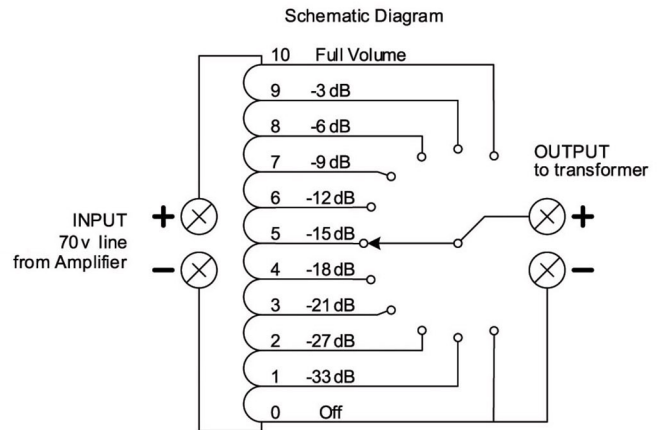 Schematic Diagram
10 Full Volume
9 -3 dB
8 -6 dB
7 -9 dB
6 -12 dB
5 -15 dB
4 -18 dB
3 -21 dB
2 -27 dB
1 -33 dB
0 Off
INPUT
70 v line
from Amplifier
+
−
OUTPUT
to transformer
+
−